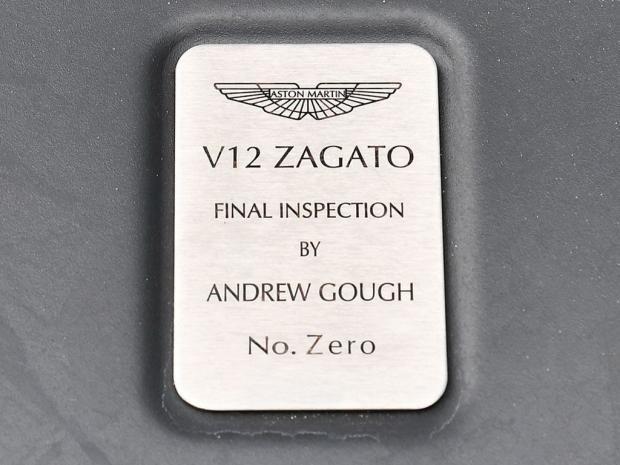 ASTON MARTIN
V12 ZAGATO
FINAL INSPECTION
BY
ANDREW GOUGH
No. Zero